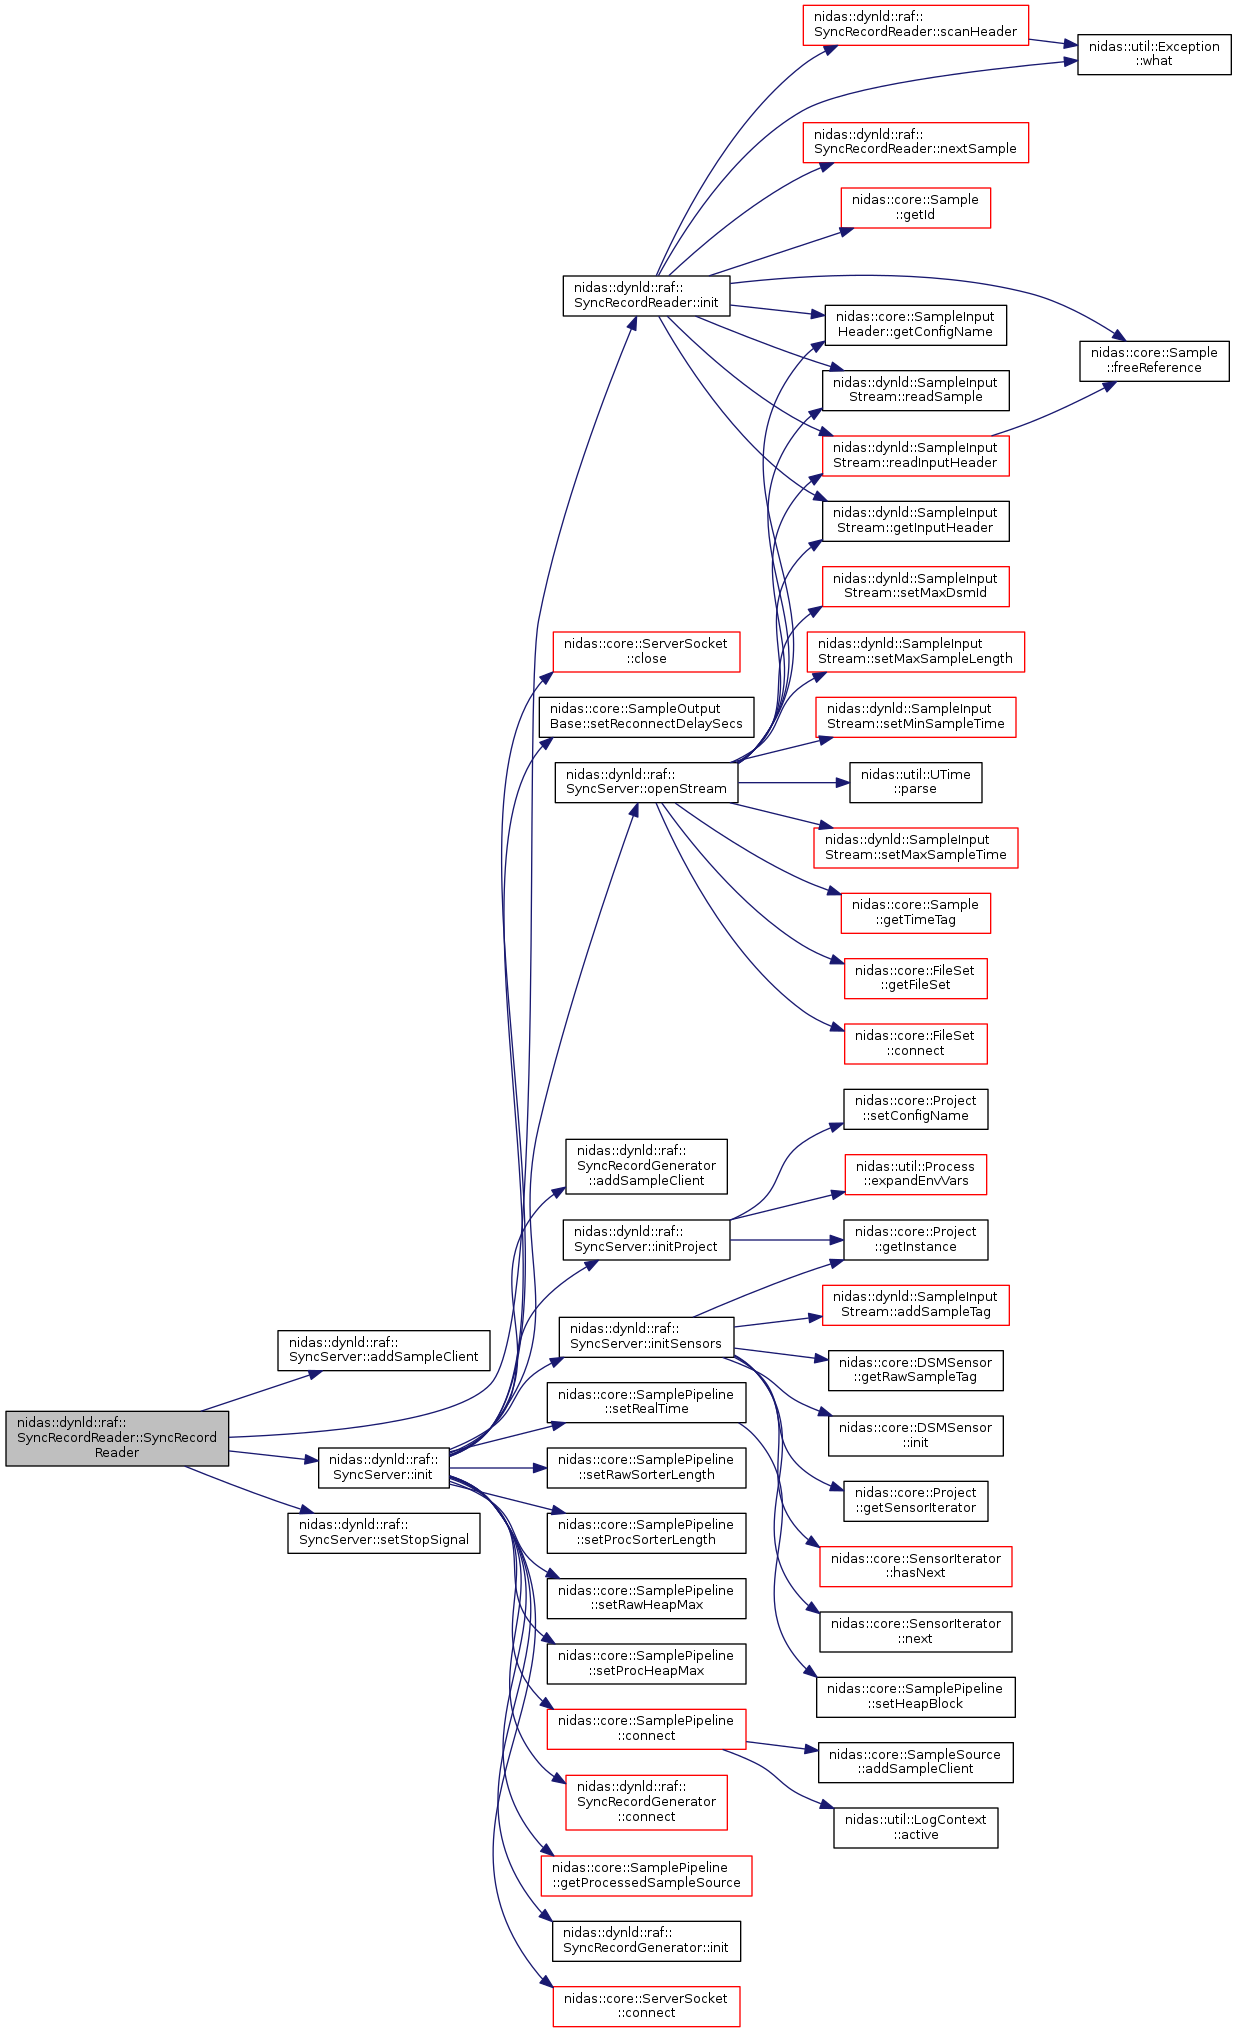 nidas::dynld::raf::
SyncRecordReader::scanHeader
nidas::util::Exception
::what
nidas::dynld::raf::
SyncRecordReader::nextSample
nidas::core::Sample
::getId
nidas::dynld::raf::
SyncRecordReader::init
nidas::core::SampleInput
Header::getConfigName
nidas::core::Sample
::freeReference
nidas::dynld::SampleInput
Stream::readSample
nidas::dynld::SampleInput
Stream::readInputHeader
nidas::dynld::SampleInput
Stream::getInputHeader
nidas::dynld::SampleInput
Stream::setMaxDsmId
nidas::core::ServerSocket
::close
nidas::dynld::SampleInput
Stream::setMaxSampleLength
nidas::core::SampleOutput
Base::setReconnectDelaySecs
nidas::dynld::SampleInput
Stream::setMinSampleTime
nidas::dynld::raf::
SyncServer::openStream
nidas::util::UTime
::parse
nidas::dynld::SampleInput
Stream::setMaxSampleTime
nidas::core::Sample
::getTimeTag
nidas::core::FileSet
::getFileSet
nidas::core::FileSet
::connect
nidas::core::Project
::setConfigName
nidas::dynld::raf::
SyncRecordGenerator
::addSampleClient
nidas::util::Process
::expandEnvVars
nidas::dynld::raf::
SyncServer::initProject
nidas::core::Project
::getInstance
nidas::dynld::SampleInput
Stream::addSampleTag
nidas::dynld::raf::
SyncServer::initSensors
nidas::dynld::raf::
SyncServer::addSampleClient
nidas::core::DSMSensor
::getRawSampleTag
nidas::core::SamplePipeline
::setRealTime
nidas::dynld::raf::
SyncRecordReader::SyncRecord
Reader
nidas::core::DSMSensor
::init
nidas::dynld::raf::
SyncServer::init
nidas::core::SamplePipeline
::setRawSorterLength
nidas::core::Project
::getSensorIterator
nidas::dynld::raf::
SyncServer::setStopSignal
nidas::core::SamplePipeline
::setProcSorterLength
nidas::core::SensorIterator
::hasNext
nidas::core::SamplePipeline
::setRawHeapMax
nidas::core::SensorIterator
::next
nidas::core::SamplePipeline
::setProcHeapMax
nidas::core::SamplePipeline
::setHeapBlock
nidas::core::SamplePipeline
::connect
nidas::core::SampleSource
::addSampleClient
nidas::dynld::raf::
SyncRecordGenerator
::connect
nidas::util::LogContext
::active
nidas::core::SamplePipeline
::getProcessedSampleSource
nidas::dynld::raf::
SyncRecordGenerator::init
nidas::core::ServerSocket
::connect